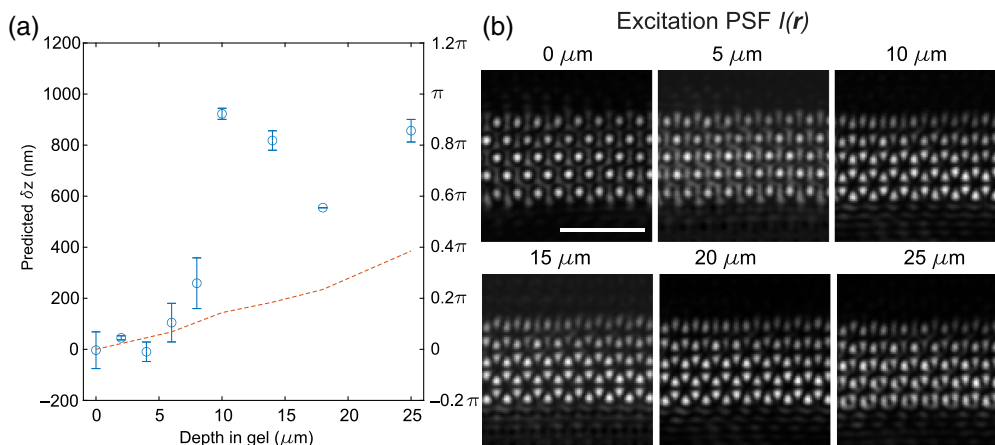 (a)
1200
1000
800
600
400
200
0
−200
Predicted δz (nm)
1.2π
π
0.8π
0.6π
0.4π
0.2π
0
−0.2π
0 5 10 15 20 25
Depth in gel (μm)
(b)
Excitation PSF I(r)
0 μm 5 μm 10 μm
15 μm 20 μm 25 μm